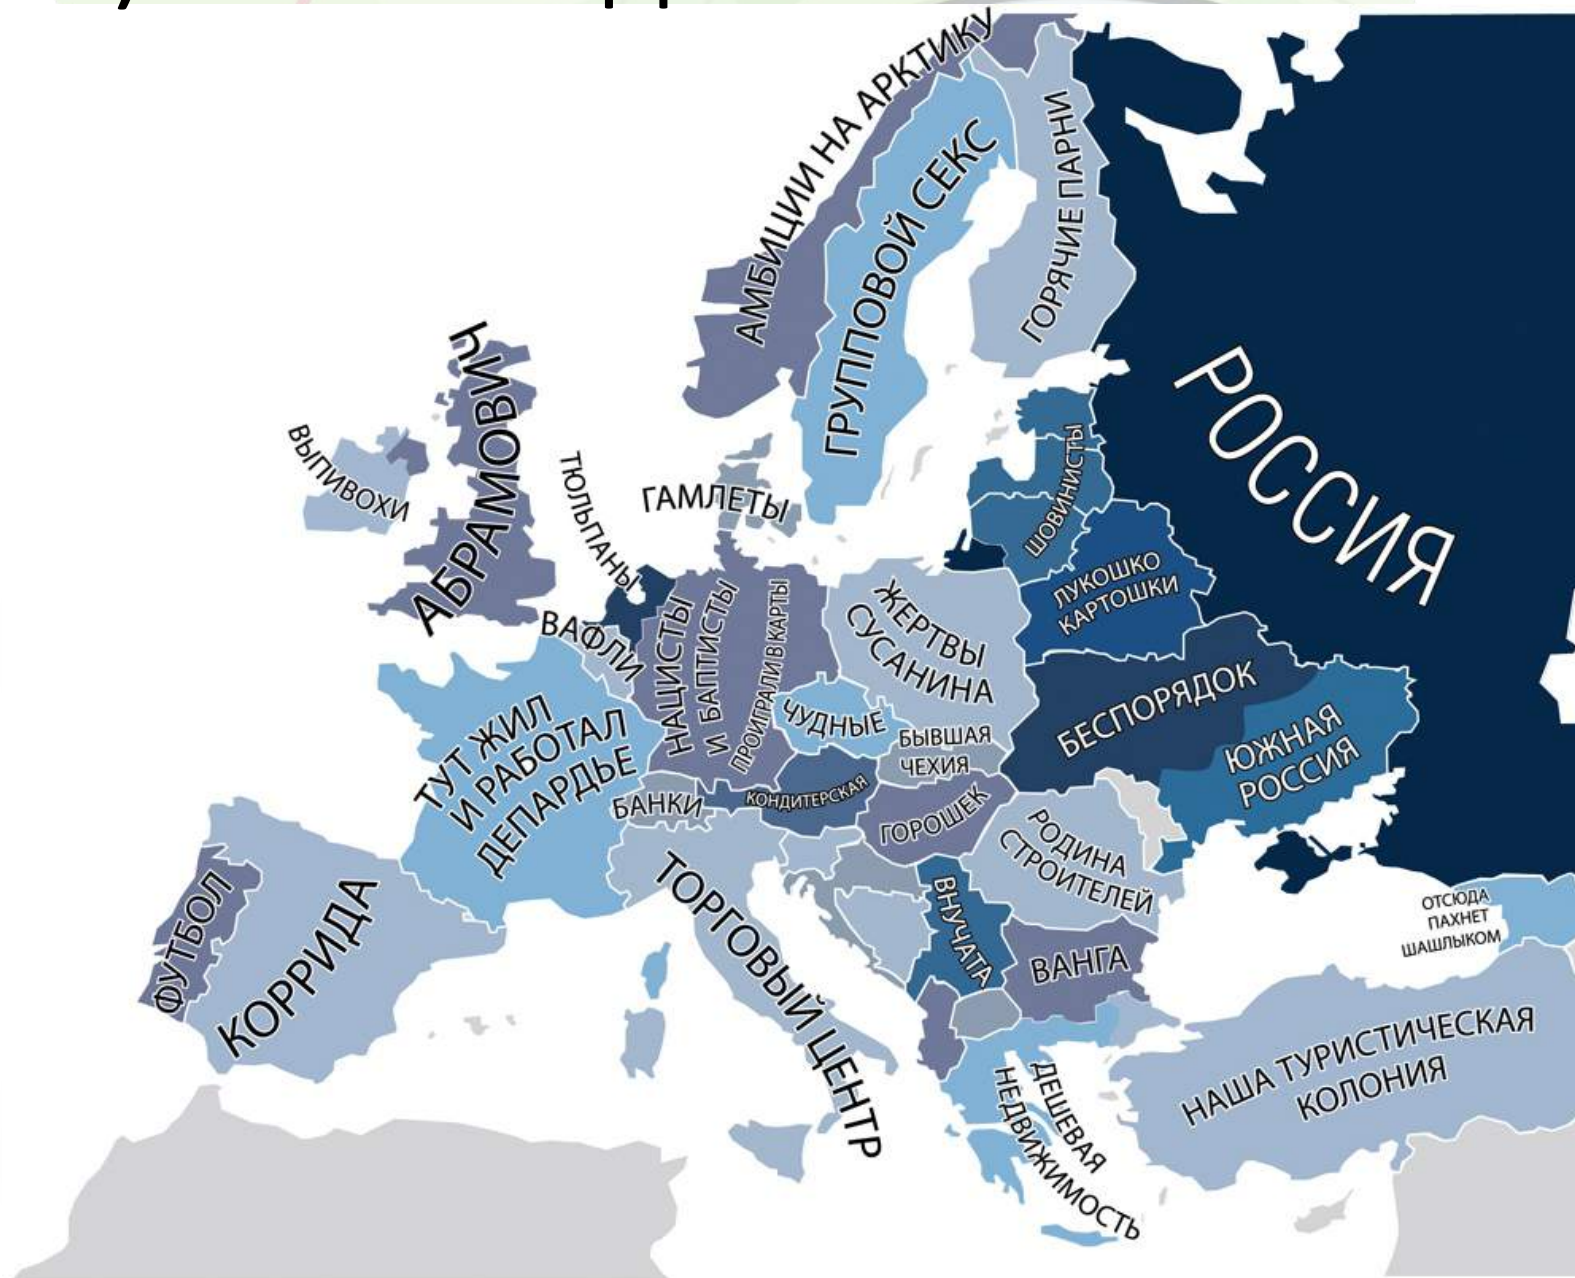 АМБИЦИИ НА АРКТИКУ
ГРУППОВОЙ СЕКС
ГОРЯЧИЕ ПАРНИ
РОССИЯ
АБРАМОВИЧ
ВЫПИВОХИ
ТЮЛЬПАНЫ
ГАМЛЕТЫ
ШОВИНИСТЫ
ЛУКОШКО
КАРТОШКИ
ВАФЛИ
НАЦИСТЫ
И БАПТИСТЫ
ПРОИГРАЛИ В КАРТЫ
ЖЕРТВЫ
СУСАНИНА
ЧУДНЫЕ
БЫВШАЯ
ЧЕХИЯ
БЕСПОРЯДОК
ЮЖНАЯ
РОССИЯ
ТУТ ЖИЛ
И РАБОТАЛ
ДЕПАРДЬЕ
БАНКИ
КОНДИТЕРСКАЯ
ГОРОШЕК
РОДИНА
СТРОИТЕЛЕЙ
ФУТБОЛ
КОРРИДА
ТОРГОВЫЙ ЦЕНТР
ВНУЧАТА
ВАНГА
ОТСЮДА
ПАХНЕТ
ШАШЛЫКОМ
НАША ТУРИСТИЧЕСКАЯ
КОЛОНИЯ
ДЕШЕВАЯ
НЕДВИЖИМОСТЬ